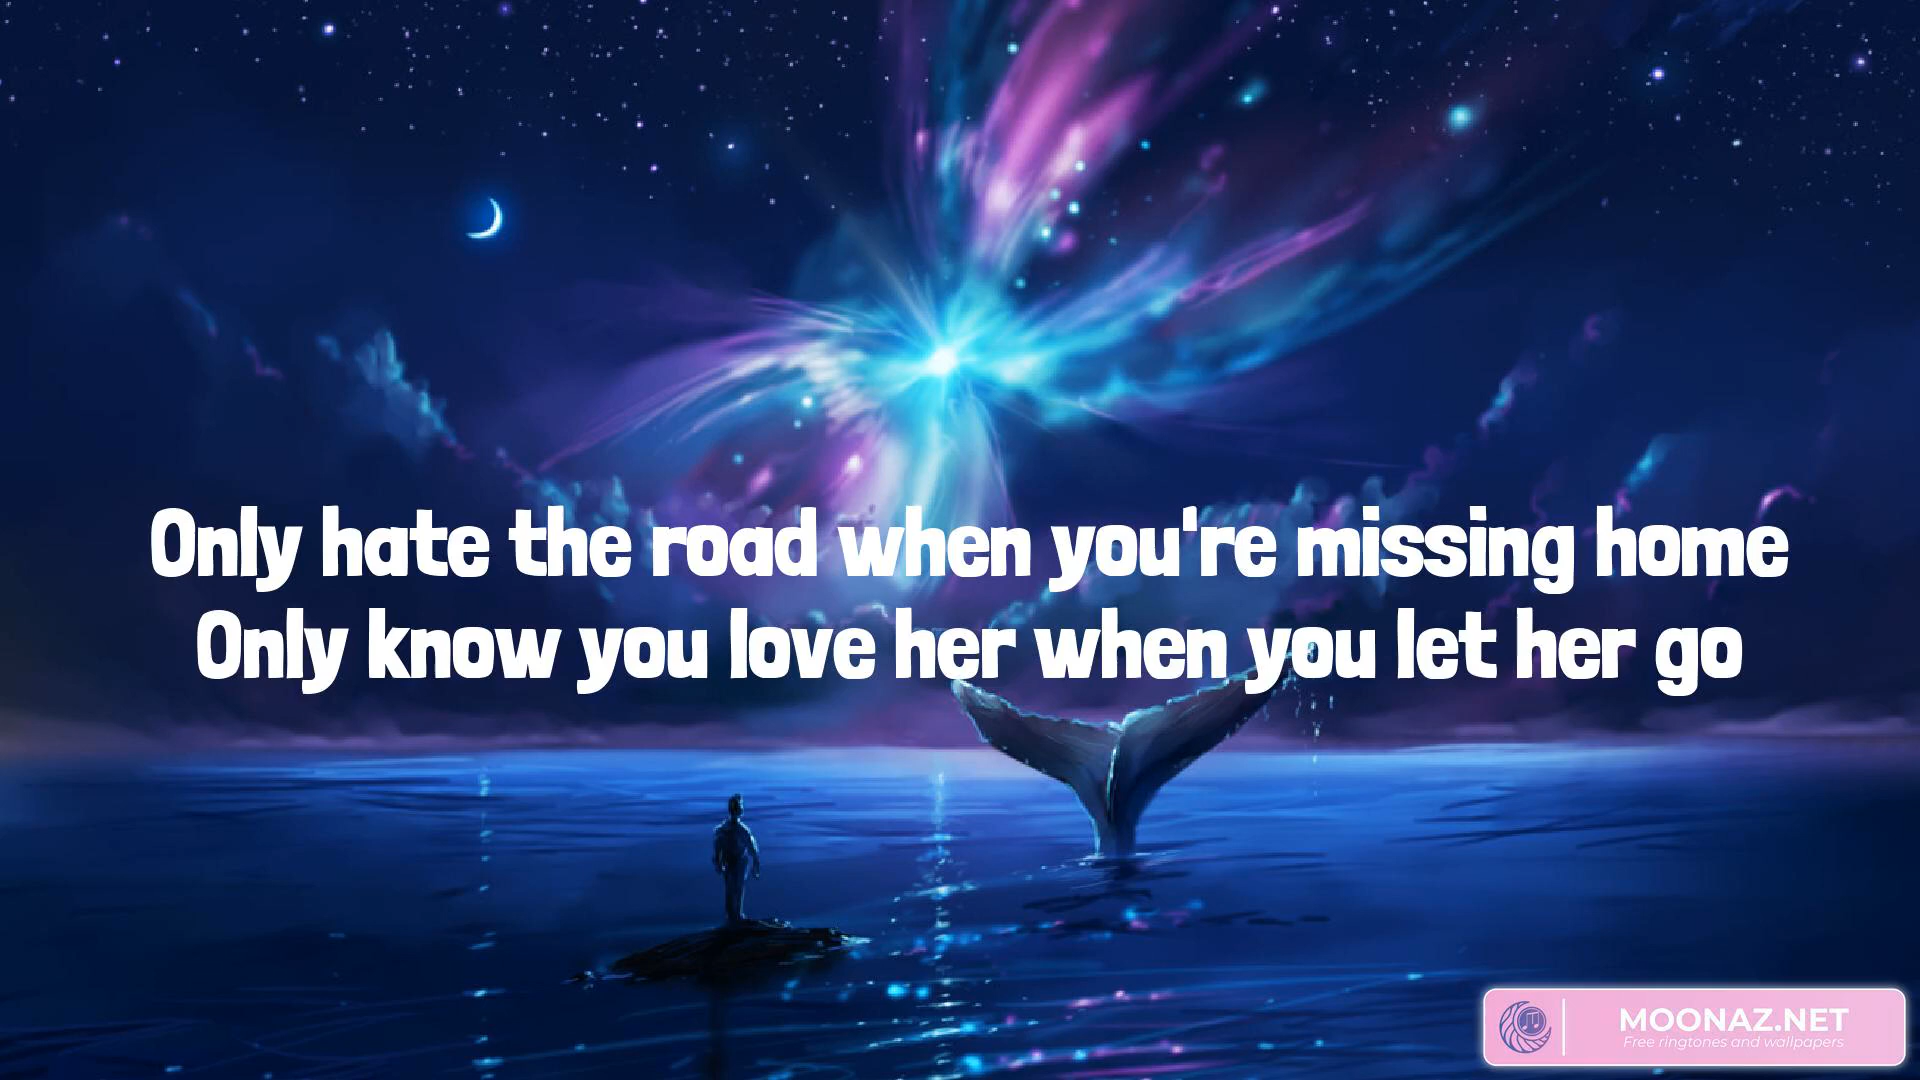 Only hate the road when you're missing home
Only know you love her when you let her go
MOONAZ.NET
Free ringtones and wallpapers